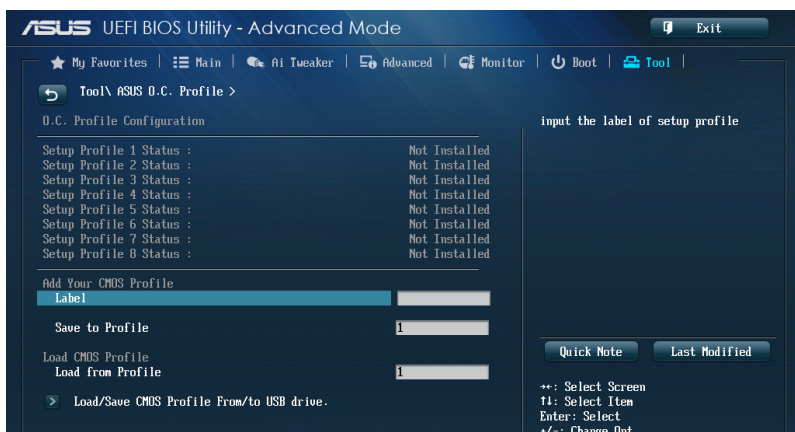 ASUS UEFI BIOS Utility - Advanced Mode
Exit
My Favorites | Main | Ai Tweaker | Advanced | Monitor | Boot | Tool |
Tool\ ASUS O.C. Profile >
O.C. Profile Configuration
input the label of setup profile
Setup Profile 1 Status : Not Installed
Setup Profile 2 Status : Not Installed
Setup Profile 3 Status : Not Installed
Setup Profile 4 Status : Not Installed
Setup Profile 5 Status : Not Installed
Setup Profile 6 Status : Not Installed
Setup Profile 7 Status : Not Installed
Setup Profile 8 Status : Not Installed
Add Your CMOS Profile
Label
Save to Profile 1
Load CMOS Profile
Load from Profile 1
> Load/Save CMOS Profile From/to USB drive.
Quick Note
Last Modified
→←: Select Screen
↑↓: Select Item
Enter: Select
+/-: Change Opt